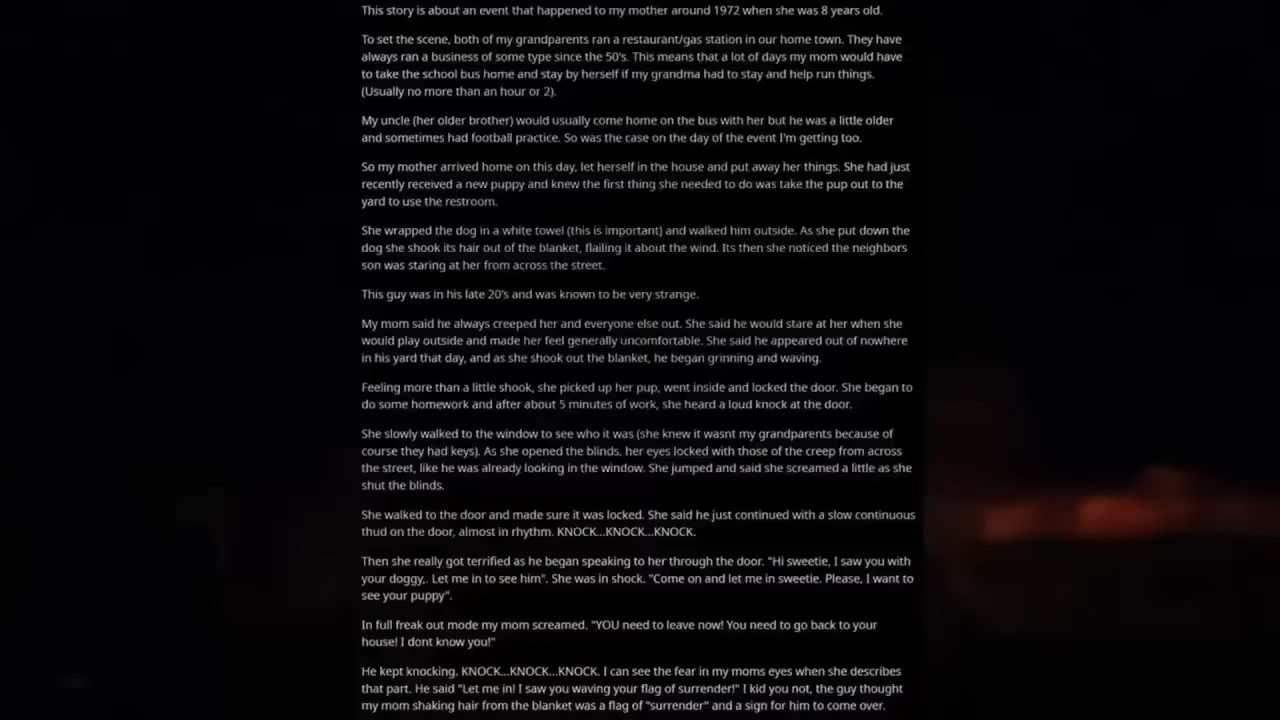 This story is about an event that happened to my mother around 1972 when she was 8 years old.
To set the scene, both of my grandparents ran a restaurant/gas station in our home town. They have
always ran a business of some type since the 50's. This means that a lot of days my mom would have
to take the school bus home and stay by herself if my grandma had to stay and help run things.
(Usually no more than an hour or 2).
My uncle (her older brother) would usually come home on the bus with her but he was a little older
and sometimes had football practice. So was the case on the day of the event I'm getting too.
So my mother arrived home on this day, let herself in the house and put away her things. She had just
recently received a new puppy and knew the first thing she needed to do was take the pup out to the
yard to use the restroom.
She wrapped the dog in a white towel (this is important) and walked him outside. As she put down the
dog she shook its hair out of the blanket, flailing it about the wind. Its then she noticed the neighbors
son was staring at her from across the street.
This guy was in his late 20's and was known to be very strange.
My mom said he always creeped her and everyone else out. She said he would stare at her when she
would play outside and made her feel generally uncomfortable. She said he appeared out of nowhere
in his yard that day, and as she shook out the blanket, he began grinning and waving.
Feeling more than a little shook, she picked up her pup, went inside and locked the door. She began to
do some homework and after about 5 minutes of work, she heard a loud knock at the door.
She slowly walked to the window to see who it was (she knew it wasnt my grandparents because of
course they had keys). As she opened the blinds, her eyes locked with those of the creep from across
the street, like he was already looking in the window. She jumped and said she screamed a little as she
shut the blinds.
She walked to the door and made sure it was locked. She said he just continued with a slow continuous
thud on the door, almost in rhythm. KNOCK...KNOCK...KNOCK.
Then she really got terrified as he began speaking to her through the door. "Hi sweetie, I saw you with
your doggy,. Let me in to see him". She was in shock. "Come on and let me in sweetie. Please, I want to
see your puppy".
In full freak out mode my mom screamed. "YOU need to leave now! You need to go back to your
house! I dont know you!"
He kept knocking. KNOCK...KNOCK...KNOCK. I can see the fear in my moms eyes when she describes
that part. He said "Let me in! I saw you waving your flag of surrender!" I kid you not, the guy thought
my mom shaking hair from the blanket was a flag of "surrender" and a sign for him to come over.